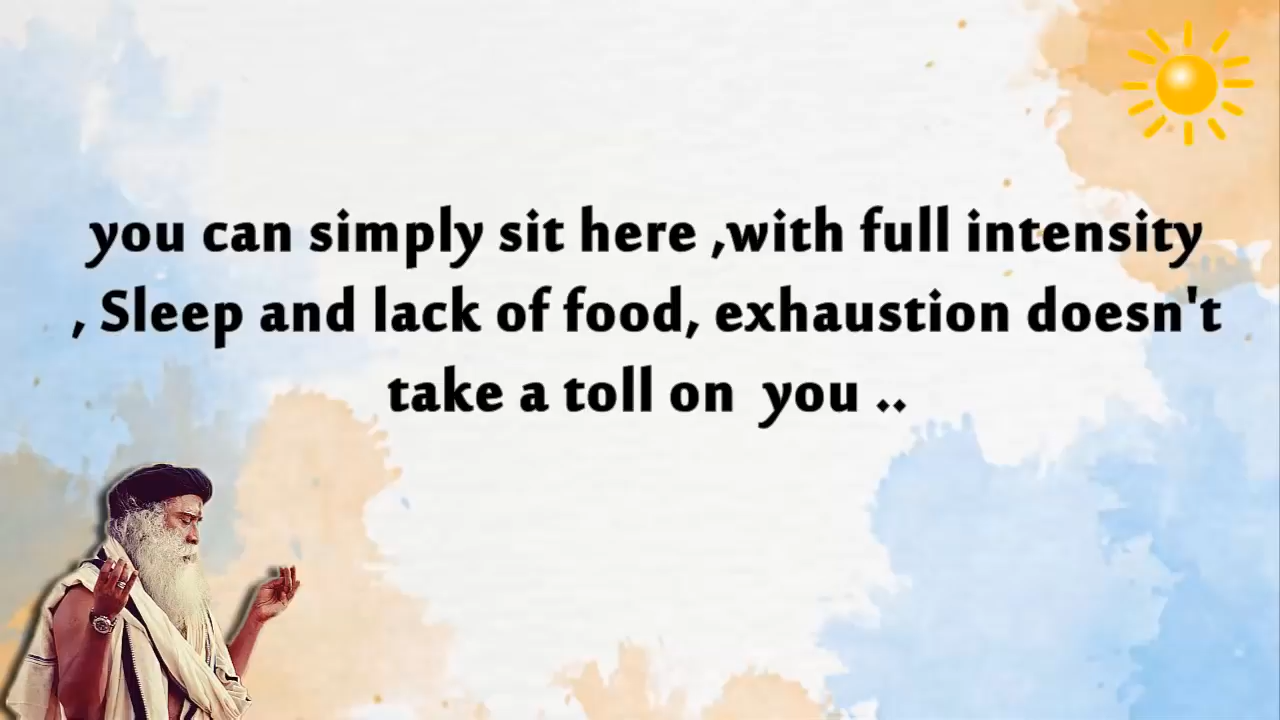 you can simply sit here ,with full intensity
, Sleep and lack of food, exhaustion doesn't
take a toll on  you ..